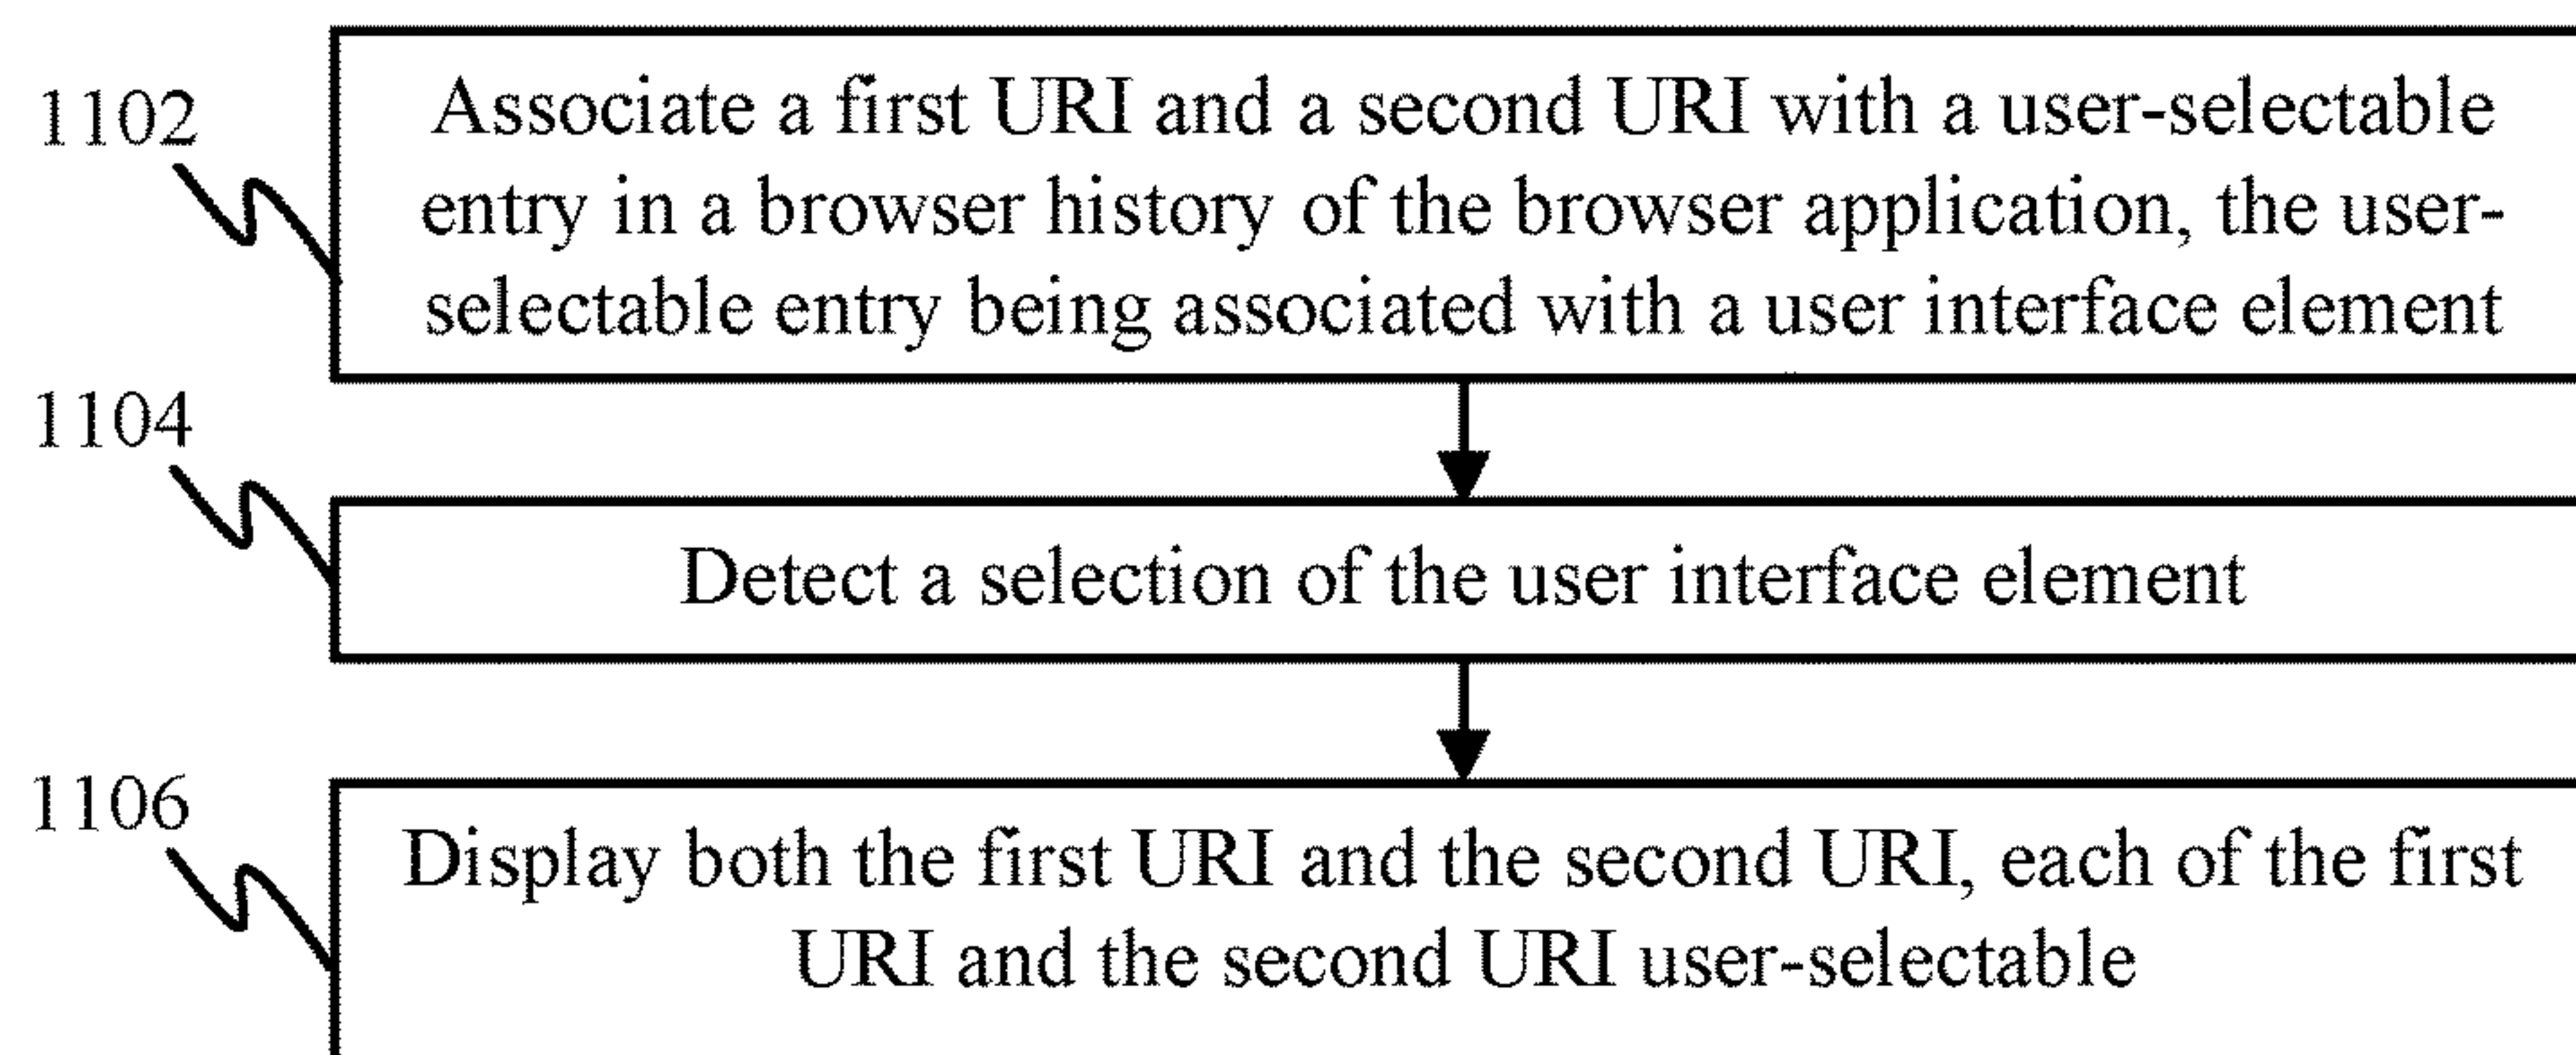 1102
Associate a first URI and a second URI with a user-selectable
entry in a browser history of the browser application, the user-
selectable entry being associated with a user interface element
1104
Detect a selection of the user interface element
1106
Display both the first URI and the second URI, each of the first
URI and the second URI user-selectable